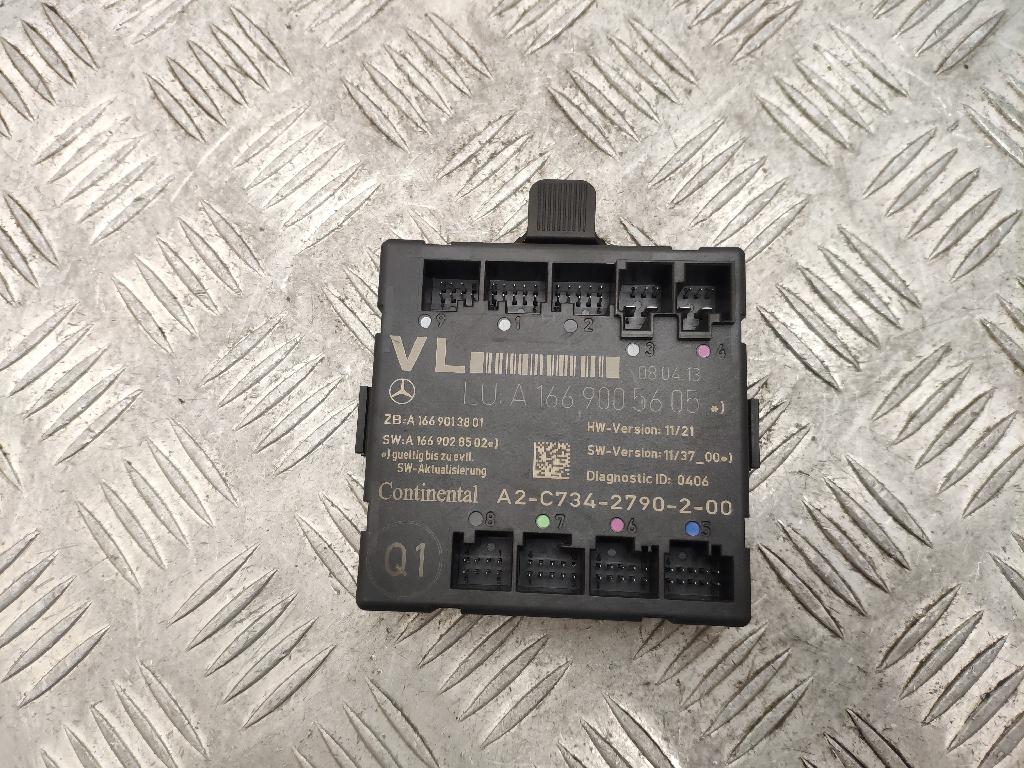 9 1 2
3 4
VL
08.04.13
LU. A 166 900 56 05 *)
ZB: A 166 901 38 01
HW-Version: 11/21
SW: A 166 902 85 02*)
SW-Version: 11/37_00*)
*) gueltig bis zu evtl.
SW-Aktualisierung
Diagnostic ID: 0406
Continental A2-C734-2790-2-00
8 7 6 5
Q1